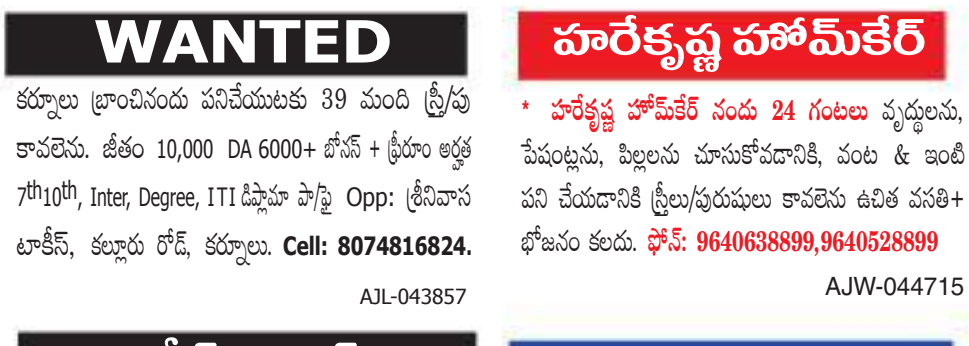 WANTED
కర్నూలు బ్రాంచినందు పనిచేయుటకు 39 మంది స్త్రీ/పు
కావలెను. జీతం 10,000 DA 6000+ బోనస్ + ఫ్రీరూం అర్హత
7th10th, Inter, Degree, ITI డిప్లొమా పా/ఫై Opp: శ్రీనివాస
టాకీస్, కల్లూరు రోడ్, కర్నూలు. Cell: 8074816824.
AJL-043857
హరేకృష్ణ హోమ్‌కేర్
* హరేకృష్ణ హోమ్‌కేర్ నందు 24 గంటలు వృద్ధులను,
పేషంట్లను, పిల్లలను చూసుకోవడానికి, వంట & ఇంటి
పని చేయడానికి స్త్రీలు/పురుషులు కావలెను ఉచిత వసతి+
భోజనం కలదు. ఫోన్: 9640638899,9640528899
AJW-044715